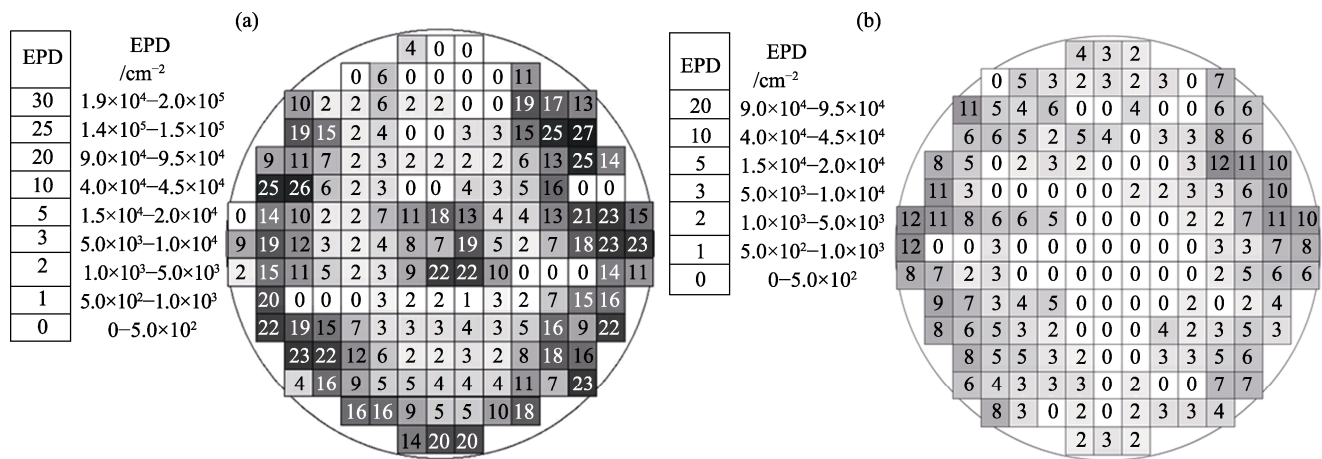 (a)
EPD
EPD
/cm⁻²
30 1.9×10⁴−2.0×10⁵
25 1.4×10⁵−1.5×10⁵
20 9.0×10⁴−9.5×10⁴
10 4.0×10⁴−4.5×10⁴
5 1.5×10⁴−2.0×10⁴
3 5.0×10³−1.0×10⁴
2 1.0×10³−5.0×10³
1 5.0×10²−1.0×10³
0 0−5.0×10²
4 0 0
0 6 0 0 0 0 11
10 2 2 6 2 2 0 0 19 17 13
19 15 2 4 0 0 3 3 15 25 27
9 11 7 2 3 2 2 2 2 6 13 25 14
25 26 6 2 3 0 0 4 3 5 16 0 0
0 14 10 2 2 7 11 18 13 4 4 13 21 23 15
9 19 12 3 2 4 8 7 19 5 2 7 18 23 23
2 15 11 5 2 3 9 22 22 10 0 0 0 14 11
20 0 0 0 3 2 2 1 3 2 7 15 16
22 19 15 7 3 3 3 4 3 5 16 9 22
23 22 12 6 2 2 3 2 8 18 16
4 16 9 5 5 4 4 4 11 7 23
16 16 9 5 5 10 18
14 20 20
(b)
EPD
EPD
/cm⁻²
20 9.0×10⁴−9.5×10⁴
10 4.0×10⁴−4.5×10⁴
5 1.5×10⁴−2.0×10⁴
3 5.0×10³−1.0×10⁴
2 1.0×10³−5.0×10³
1 5.0×10²−1.0×10³
0 0−5.0×10²
4 3 2
0 5 3 2 3 2 3 0 7
11 5 4 6 0 0 4 0 0 6 6
6 6 5 2 5 4 0 3 3 8 6
8 5 0 2 3 2 0 0 0 3 12 11 10
11 3 0 0 0 0 0 2 2 3 3 6 10
12 11 8 6 6 5 0 0 0 0 2 2 7 11 10
12 0 0 3 0 0 0 0 0 0 0 3 3 7 8
8 7 2 3 0 0 0 0 0 0 0 2 5 6 6
9 7 3 4 5 0 0 0 0 2 0 2 4
8 6 5 3 2 0 0 0 4 2 3 5 3
8 5 5 3 2 0 0 3 3 5 6
6 4 3 3 3 0 2 0 0 7 7
8 3 0 2 0 2 3 3 4
2 3 2